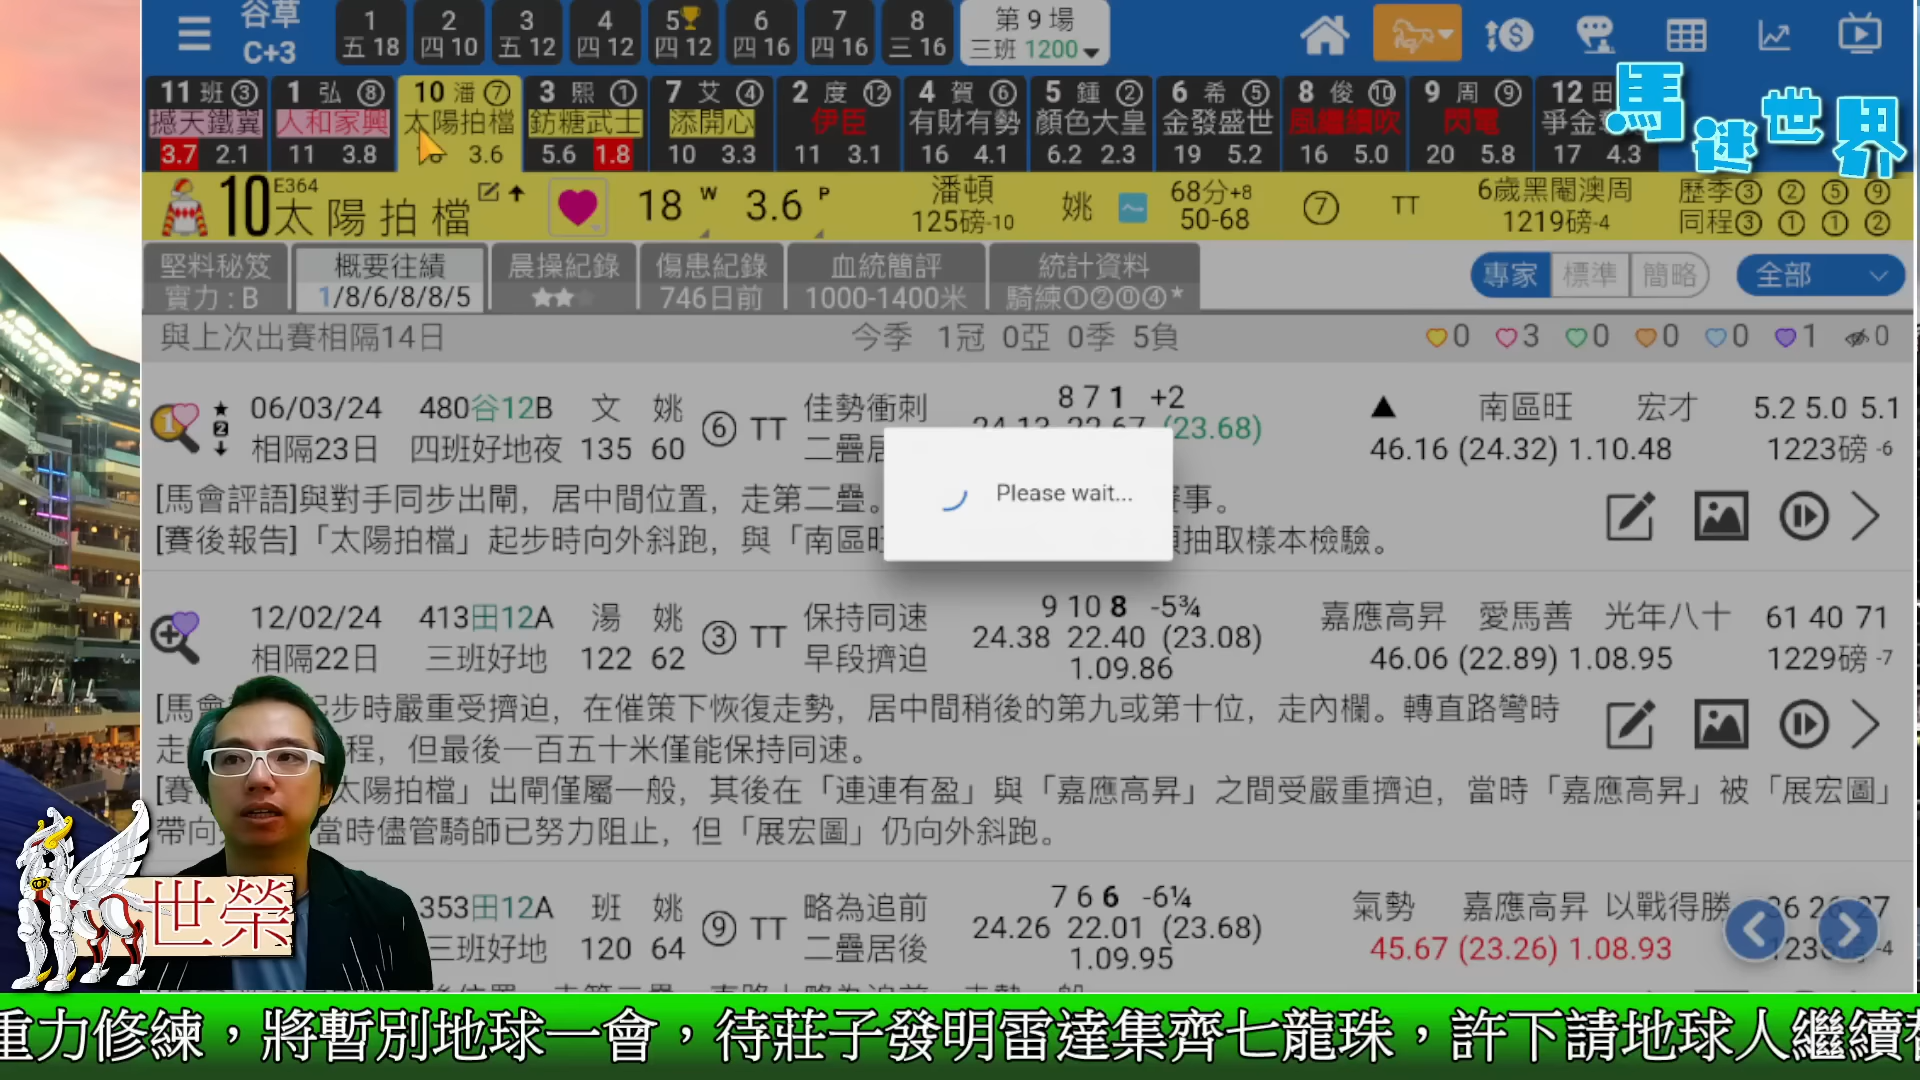 谷草 C+3
1 五 18
2 四 10
3 五 12
4 四 12
5 四 12
6 四 16
7 四 16
8 三 16
第 9 場
三班 1200
馬迷世界
11 班 ③ 撼天鐵翼 3.7 2.1
1 弘 ⑧ 人和家興 11 3.8
10 潘 ⑦ 太陽拍檔 3.6
3 熙 ① 鈁糖武士 5.6 1.8
7 艾 ④ 添開心 10 3.3
2 度 ⑫ 伊臣 11 3.1
4 賀 ⑥ 有財有勢 16 4.1
5 鍾 ② 顏色大皇 6.2 2.3
6 希 ⑤ 金發盛世 19 5.2
8 俊 ⑩ 風繼續吹 16 5.0
9 周 ⑨ 閃電 20 5.8
12 田 爭金 17 4.3
10 E364 太陽拍檔 18 W 3.6 P
潘頓 125磅-10
姚
68分+8 50-68
⑦ TT
6歲黑閹澳周 1219磅-4
歷季③ ② ⑤ ⑨
同程③ ① ① ②
堅料秘笈 實力 : B
概要往績 1/8/6/8/8/5
晨操紀錄
傷患紀錄 746日前
血統簡評 1000-1400米
統計資料 騎練①②⓪④*
專家 標準 簡略 全部
與上次出賽相隔14日 今季 1冠 0亞 0季 5負 0 3 0 0 0 1 0
06/03/24 480谷12B 文 姚 ⑥ TT 佳勢衝刺 8 7 1 +2 ▲ 南區旺 宏才 5.2 5.0 5.1
相隔23日 四班好地夜 135 60 二疊居 (23.68) 46.16 (24.32) 1.10.48 1223磅 -6
Please wait...
[馬會評語]與對手同步出閘，居中間位置，走第二疊。 事。
[賽後報告]「太陽拍檔」起步時向外斜跑，與「南區旺 抽取樣本檢驗。
12/02/24 413田12A 湯 姚 ③ TT 保持同速 9 10 8 -5¾ 嘉應高昇 愛馬善 光年八十 61 40 71
相隔22日 三班好地 122 62 早段擠迫 24.38 22.40 (23.08) 1.09.86 46.06 (22.89) 1.08.95 1229磅 -7
[馬會 起步時嚴重受擠迫，在催策下恢復走勢，居中間稍後的第九或第十位，走內欄。轉直路彎時
走 程，但最後一百五十米僅能保持同速。
[賽 太陽拍檔」出閘僅屬一般，其後在「連連有盈」與「嘉應高昇」之間受嚴重擠迫，當時「嘉應高昇」被「展宏圖」
帶向 當時儘管騎師已努力阻止，但「展宏圖」仍向外斜跑。
353田12A 班 姚 ⑨ TT 略為追前 7 6 6 -6¼ 氣勢 嘉應高昇 以戰得勝 36 26 27
三班好地 120 64 二疊居後 24.26 22.01 (23.68) 1.09.95 45.67 (23.26) 1.08.93 -4
世榮
重力修練，將暫別地球一會，待莊子發明雷達集齊七龍珠，許下請地球人繼續